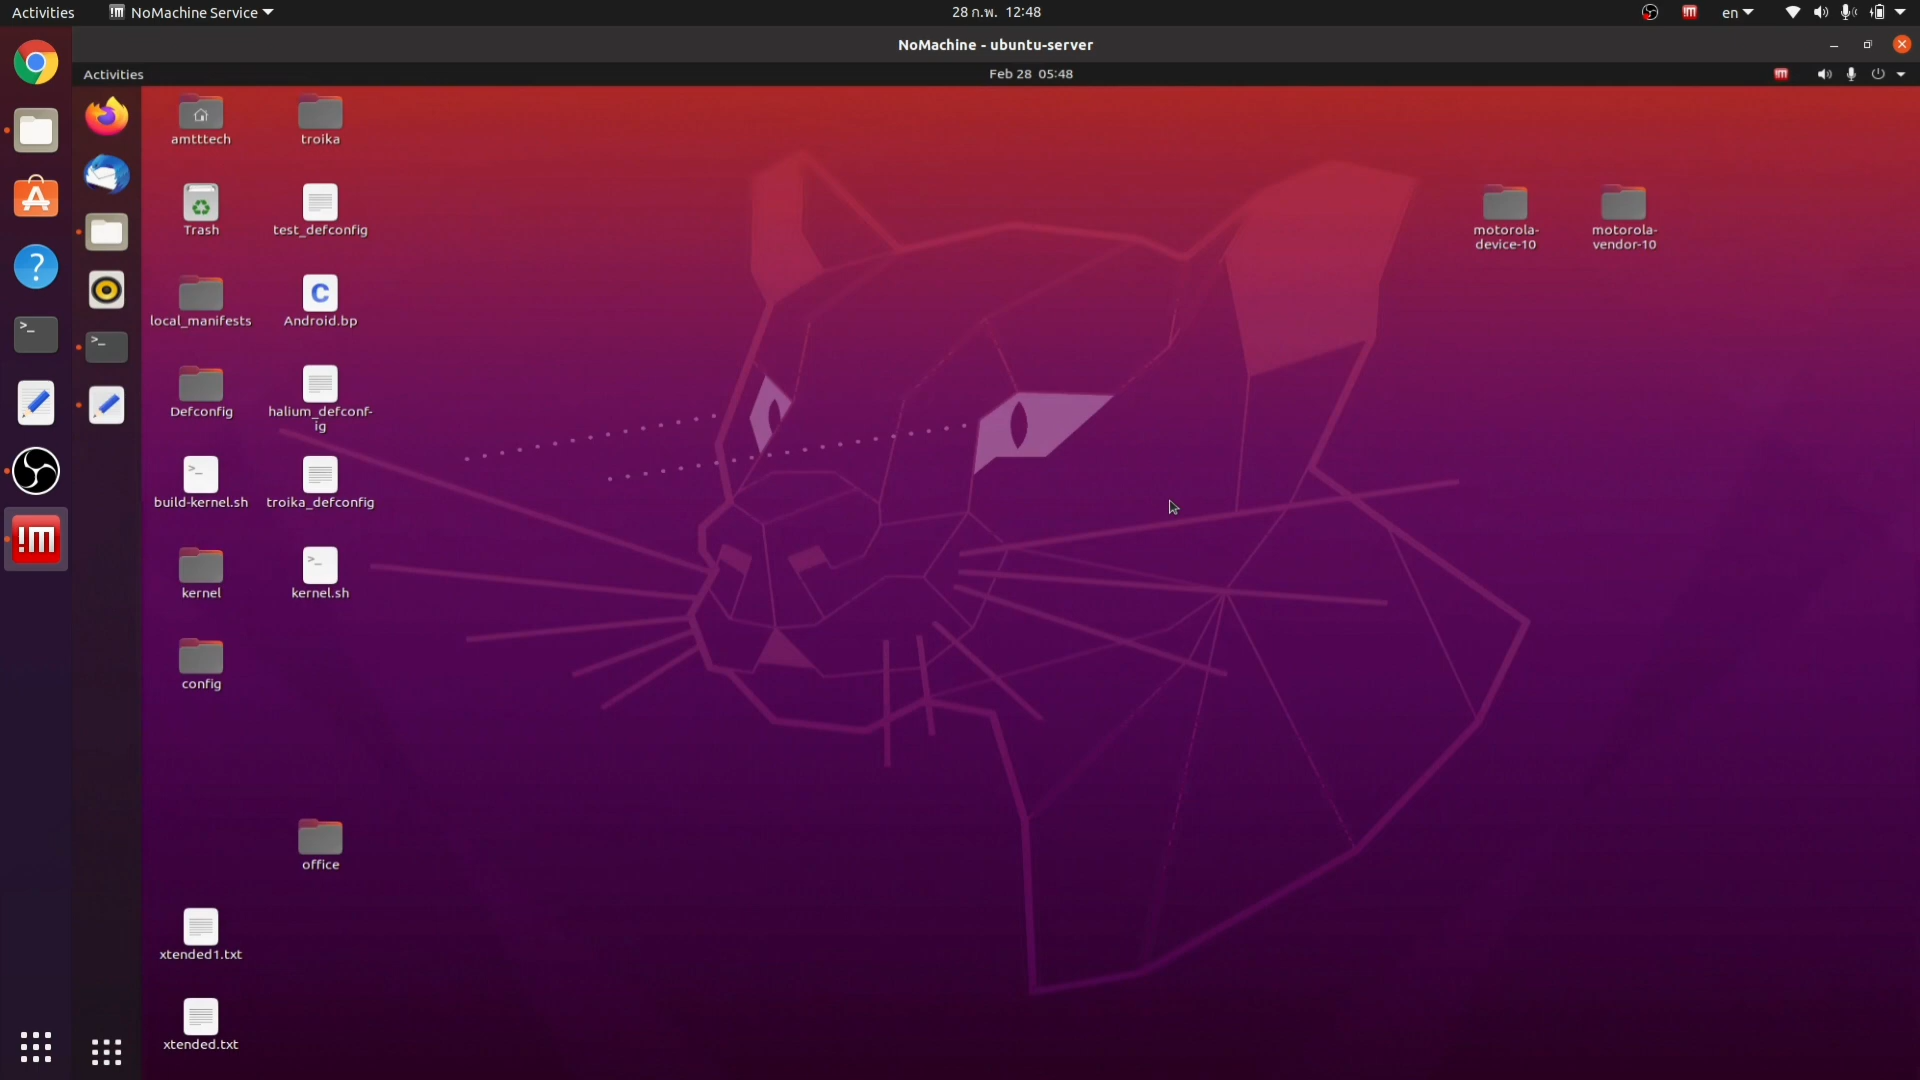 Activities
NoMachine Service
28 ก.พ. 12:48
en
NoMachine - ubuntu-server
Activities
Feb 28 05:48
amtttech
troika
Trash
test_defconfig
motorola-
device-10
motorola-
vendor-10
local_manifests
Android.bp
Defconfig
halium_defconf-
ig
build-kernel.sh
troika_defconfig
kernel
kernel.sh
config
office
xtended1.txt
xtended.txt